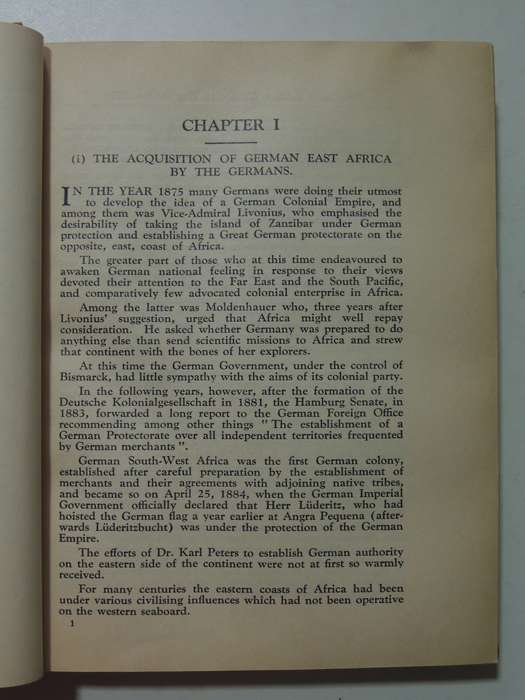 CHAPTER I
(i) THE ACQUISITION OF GERMAN EAST AFRICA
BY THE GERMANS.
IN THE YEAR 1875 many Germans were doing their utmost
to develop the idea of a German Colonial Empire, and
among them was Vice-Admiral Livonius, who emphasised the
desirability of taking the island of Zanzibar under German
protection and establishing a Great German protectorate on the
opposite, east, coast of Africa.
The greater part of those who at this time endeavoured to
awaken German national feeling in response to their views
devoted their attention to the Far East and the South Pacific,
and comparatively few advocated colonial enterprise in Africa.
Among the latter was Moldenhauer who, three years after
Livonius' suggestion, urged that Africa might well repay
consideration. He asked whether Germany was prepared to do
anything else than send scientific missions to Africa and strew
that continent with the bones of her explorers.
At this time the German Government, under the control of
Bismarck, had little sympathy with the aims of its colonial party.
In the following years, however, after the formation of the
Deutsche Kolonialgesellschaft in 1881, the Hamburg Senate, in
1883, forwarded a long report to the German Foreign Office
recommending among other things " The establishment of a
German Protectorate over all independent territories frequented
by German merchants ".
German South-West Africa was the first German colony,
established after careful preparation by the establishment of
merchants and their agreements with adjoining native tribes,
and became so on April 25, 1884, when the German Imperial
Government officially declared that Herr Lüderitz, who had
hoisted the German flag a year earlier at Angra Pequena (after-
wards Lüderitzbucht) was under the protection of the German
Empire.
The efforts of Dr. Karl Peters to establish German authority
on the eastern side of the continent were not at first so warmly
received.
For many centuries the eastern coasts of Africa had been
under various civilising influences which had not been operative
on the western seaboard.
1